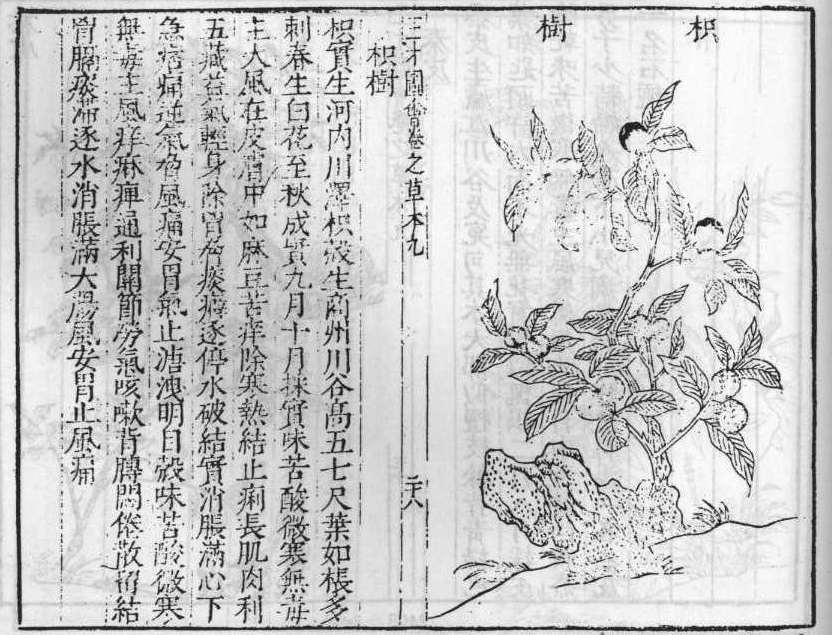 枳
樹
三才圖會卷之草木九
二十八
枳樹
枳實生河內川澤枳殼生商州川谷高五七尺葉如棖多
刺春生白花至秋成實九月十月採實味苦酸微寒無毒
主大風在皮膚中如麻豆苦痒除寒熱結止痢長肌肉利
五藏益氣輕身除胷脅痰癖逐停水破結實消脹滿心下
急痞痛逆氣脅風痛安胃氣止溏洩明目殼味苦酸微寒
無毒主風痒麻痺通利關節勞氣咳嗽背膊悶倦散留結
胷膈痰滯逐水消脹滿大腸風安胃止風痛